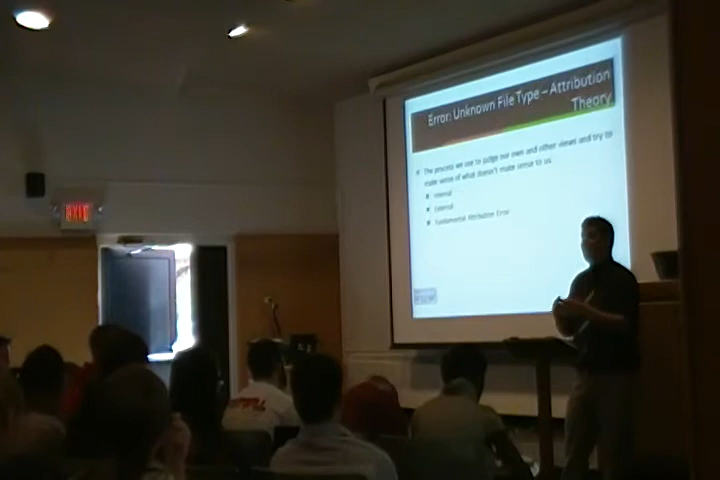 Error: Unknown File Type – Attribution
Theory
The process we use to judge our own and other views and try to
make sense of what doesn't make sense to us
Internal
External
Fundamental Attribution Error
EXIT